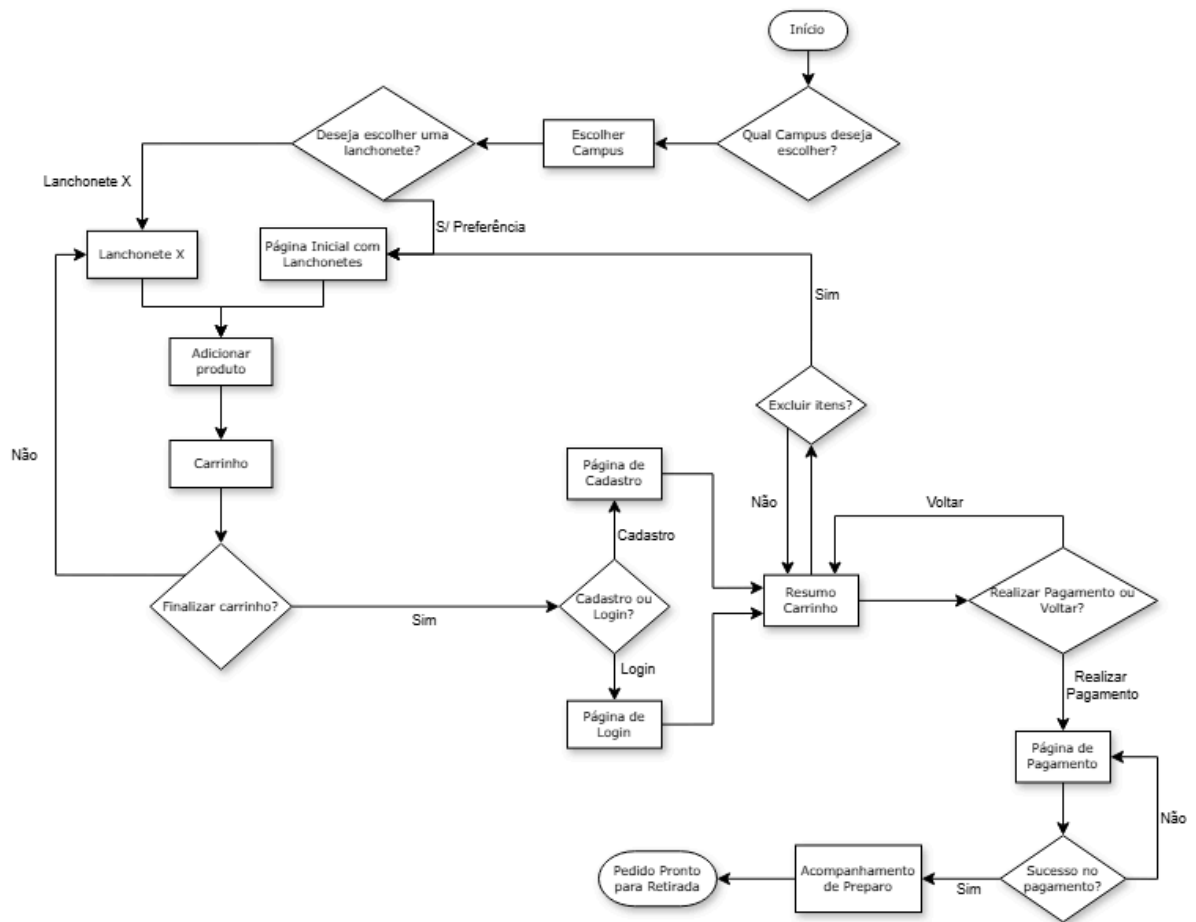 Início
Qual Campus deseja
escolher?
Escolher
Campus
Deseja escolher uma
lanchonete?
Lanchonete X
S/ Preferência
Lanchonete X
Página Inicial com
Lanchonetes
Sim
Adicionar
produto
Excluir itens?
Não
Carrinho
Página de
Cadastro
Não
Voltar
Cadastro
Finalizar carrinho?
Sim
Cadastro ou
Login?
Resumo
Carrinho
Realizar Pagamento ou
Voltar?
Login
Realizar
Pagamento
Página de
Login
Página de
Pagamento
Não
Pedido Pronto
para Retirada
Acompanhamento
de Preparo
Sim
Sucesso no
pagamento?